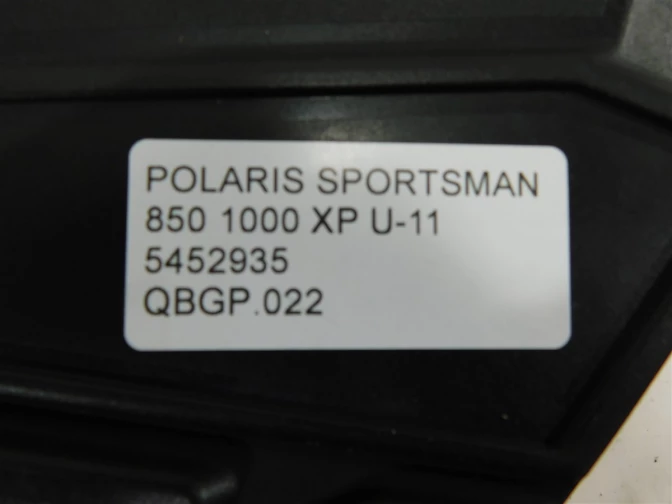 POLARIS SPORTSMAN
850 1000 XP U-11
5452935
QBGP.022